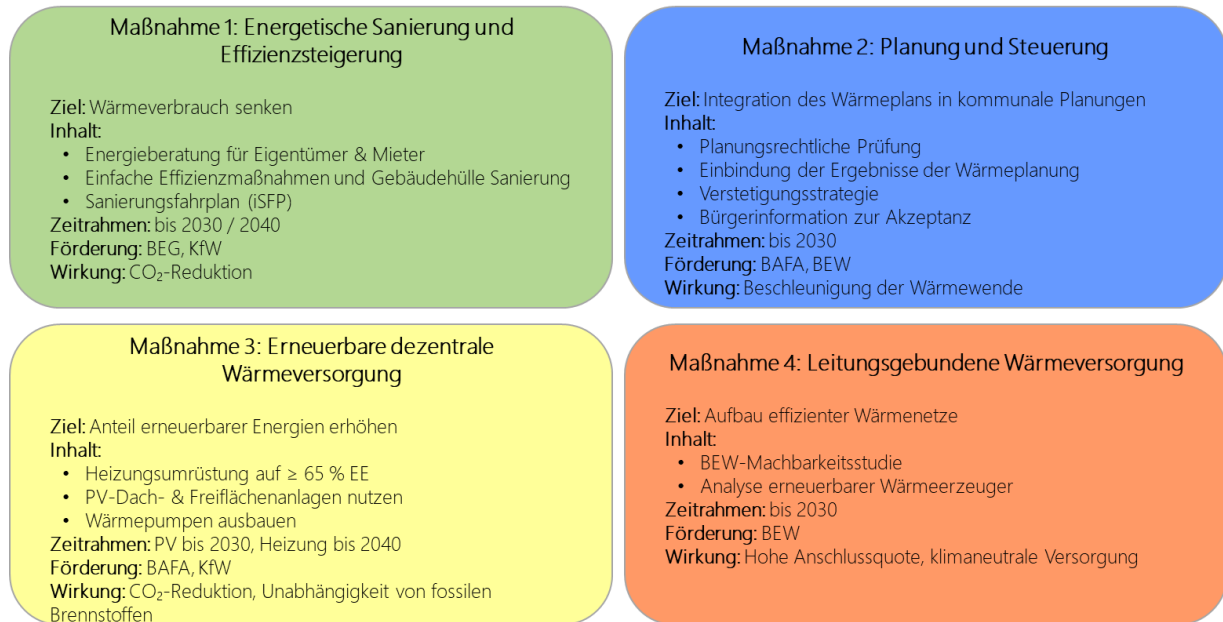 Maßnahme 1: Energetische Sanierung und
Effizienzsteigerung
Ziel: Wärmeverbrauch senken
Inhalt:
• Energieberatung für Eigentümer & Mieter
• Einfache Effizienzmaßnahmen und Gebäudehülle Sanierung
• Sanierungsfahrplan (iSFP)
Zeitrahmen: bis 2030 / 2040
Förderung: BEG, KfW
Wirkung: CO₂-Reduktion
Maßnahme 2: Planung und Steuerung
Ziel: Integration des Wärmeplans in kommunale Planungen
Inhalt:
• Planungsrechtliche Prüfung
• Einbindung der Ergebnisse der Wärmeplanung
• Verstetigungsstrategie
• Bürgerinformation zur Akzeptanz
Zeitrahmen: bis 2030
Förderung: BAFA, BEW
Wirkung: Beschleunigung der Wärmewende
Maßnahme 3: Erneuerbare dezentrale
Wärmeversorgung
Ziel: Anteil erneuerbarer Energien erhöhen
Inhalt:
• Heizungsumrüstung auf ≥ 65 % EE
• PV-Dach- & Freiflächenanlagen nutzen
• Wärmepumpen ausbauen
Zeitrahmen: PV bis 2030, Heizung bis 2040
Förderung: BAFA, KfW
Wirkung: CO₂-Reduktion, Unabhängigkeit von fossilen
Brennstoffen
Maßnahme 4: Leitungsgebundene Wärmeversorgung
Ziel: Aufbau effizienter Wärmenetze
Inhalt:
• BEW-Machbarkeitsstudie
• Analyse erneuerbarer Wärmeerzeuger
Zeitrahmen: bis 2030
Förderung: BEW
Wirkung: Hohe Anschlussquote, klimaneutrale Versorgung